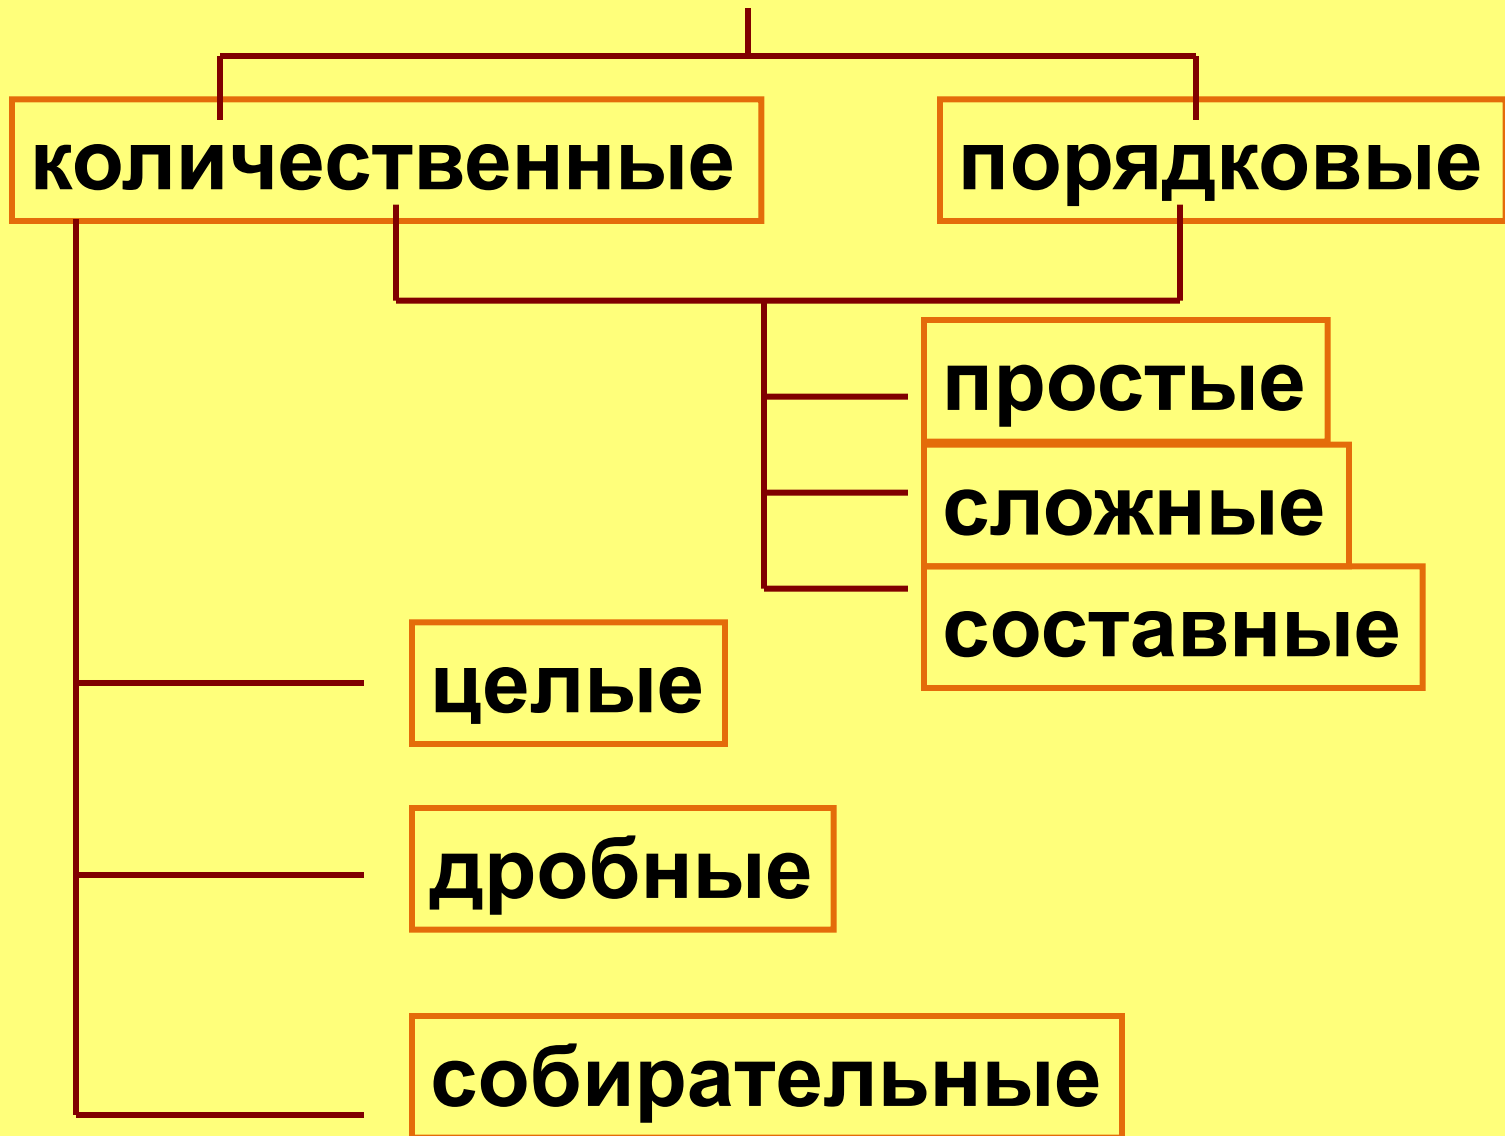 количественные
порядковые
простые
сложные
составные
целые
дробные
собирательные